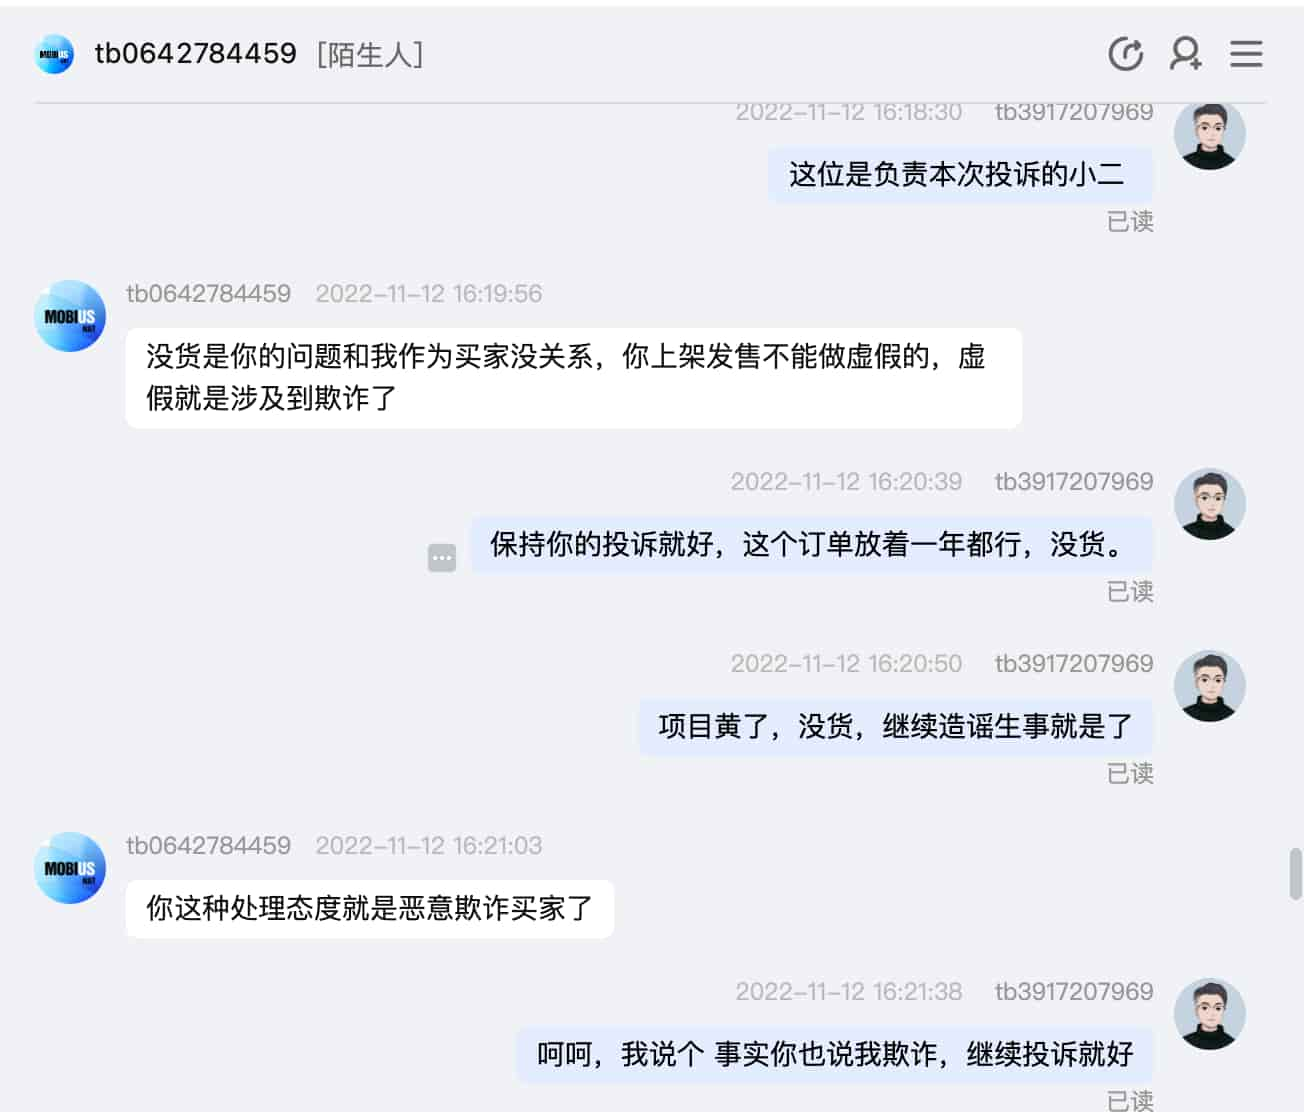 tb0642784459 [陌生人]
2022-11-12 16:18:30 tb3917207969
这位是负责本次投诉的小二
已读
tb0642784459 2022-11-12 16:19:56
MOBIUS
没货是你的问题和我作为买家没关系，你上架发售不能做虚假的，虚
假就是涉及到欺诈了
2022-11-12 16:20:39 tb3917207969
保持你的投诉就好，这个订单放着一年都行，没货。
已读
2022-11-12 16:20:50 tb3917207969
项目黄了，没货，继续造谣生事就是了
已读
tb0642784459 2022-11-12 16:21:03
MOBIUS
你这种处理态度就是恶意欺诈买家了
2022-11-12 16:21:38 tb3917207969
呵呵，我说个 事实你也说我欺诈，继续投诉就好
已读